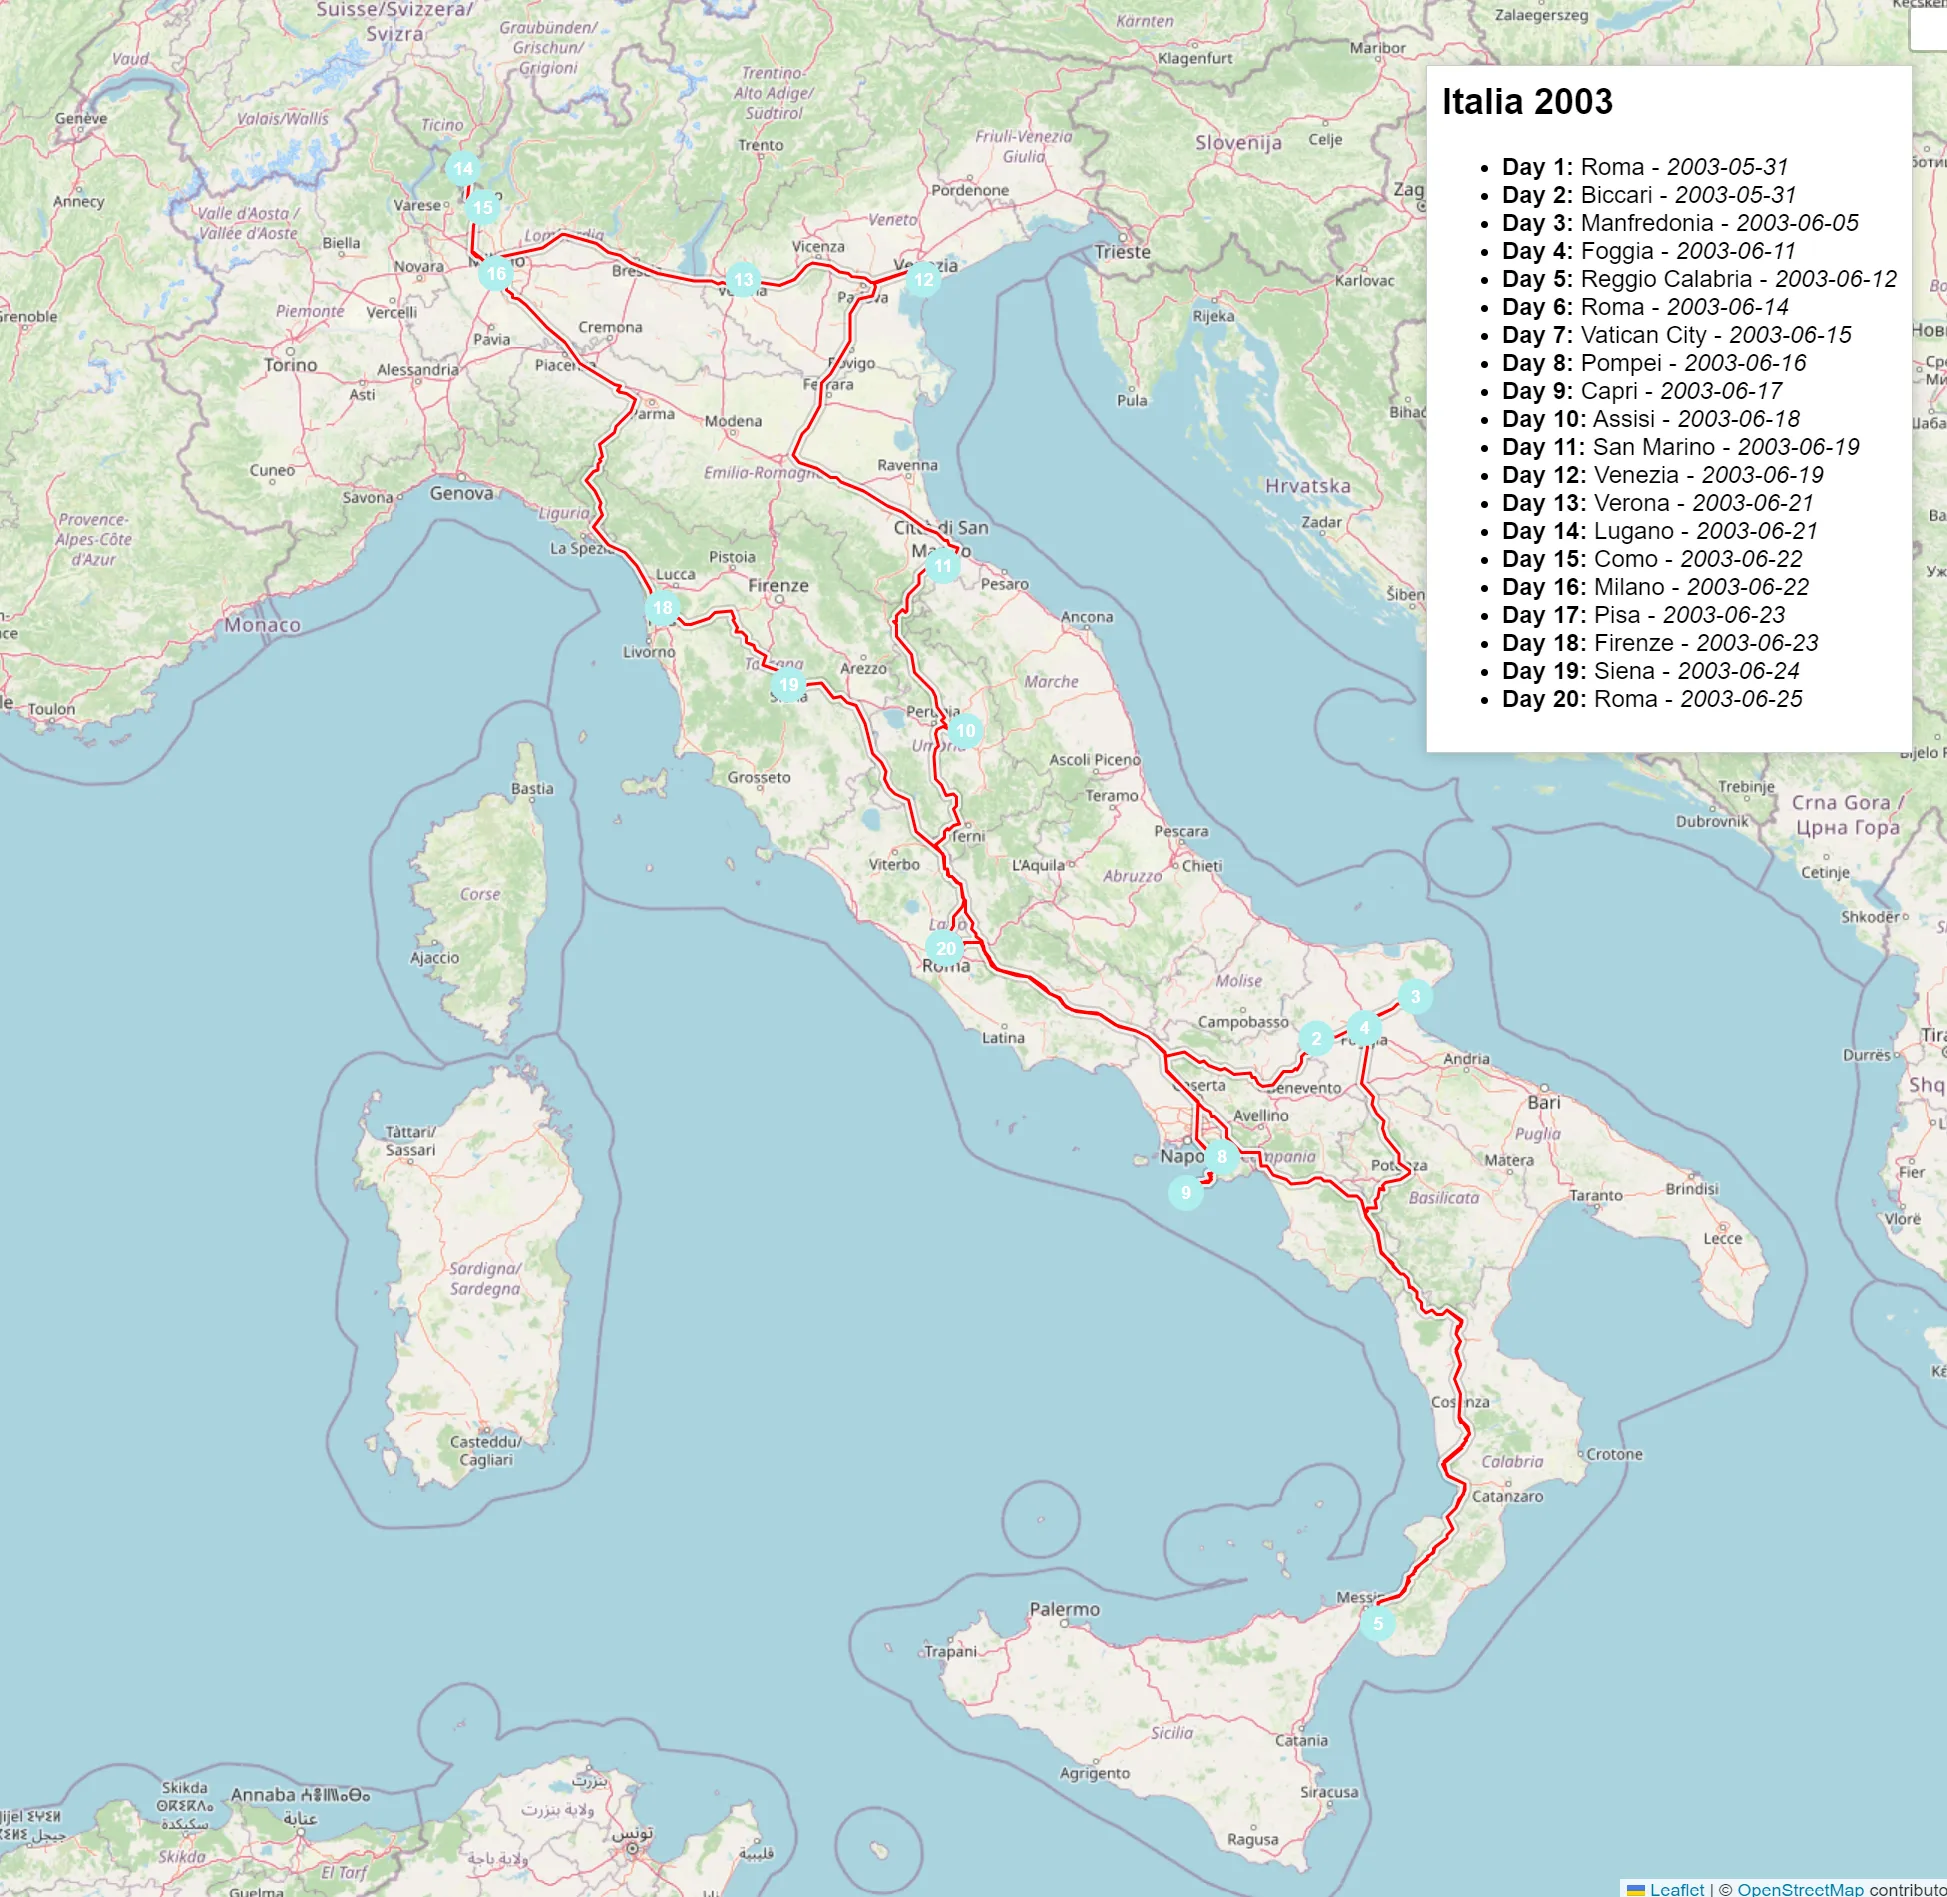 Suisse/Svizzera/
Svizra
Graubünden/
Grischun/
Grigioni
Kärnten
Zalaegerszeg
Maribor
Klagenfurt
Vaud
Genève
Valais/Wallis
Ticino
Trentino-
Alto Adige/
Südtirol
Trento
Friuli-Venezia
Giulia
Slovenija
Celje
Annecy
Valle d'Aosta /
Vallée d'Aoste
Varese
Biella
Novara
Lombardia
Vicenza
Veneto
Pordenone
Trieste
Karlovac
Rijeka
Pula
14
15
16
13
12
Piemonte
Vercelli
Pavia
Cremona
Torino
Asti
Alessandria
Parma
Modena
Ravenna
Cuneo
Savona
Genova
Liguria
Provence-
Alpes-Côte
d'Azur
Hrvatska
Zadar
La Spezia
Pistoia
Lucca
Firenze
Città di San
Marino
11
Pesaro
Ancona
Monaco
18
Livorno
Toscana
19
Arezzo
Marche
Toulon
Perugia
Umbria
10
Grosseto
Bastia
Ascoli Piceno
Teramo
Pescara
Chieti
Terni
Viterbo
L'Aquila
Abruzzo
Corse
Ajaccio
Lazio
20
Roma
Latina
Molise
Campobasso
2
4
3
Foggia
Andria
Bari
Caserta
Benevento
Avellino
Puglia
8
9
Campania
Potenza
Matera
Basilicata
Taranto
Brindisi
Lecce
Tàttari/
Sassari
Sardigna/
Sardegna
Casteddu/
Cagliari
Cosenza
Calabria
Crotone
Catanzaro
5
Palermo
Trapani
Sicilia
Catania
Agrigento
Siracusa
Ragusa
Trebinje
Dubrovnik
Crna Gora /
Црна Гора
Cetinje
Shkodër
Durrës
Fier
Vlorë
Skikda
Annaba
عنابة
سكيكدة
Skikda
El Tarf
Guelma
بنزرت
ولاية بنزرت
تونس
ولاية باجة
قليبية
Italia 2003
Day 1: Roma - 2003-05-31
Day 2: Biccari - 2003-05-31
Day 3: Manfredonia - 2003-06-05
Day 4: Foggia - 2003-06-11
Day 5: Reggio Calabria - 2003-06-12
Day 6: Roma - 2003-06-14
Day 7: Vatican City - 2003-06-15
Day 8: Pompei - 2003-06-16
Day 9: Capri - 2003-06-17
Day 10: Assisi - 2003-06-18
Day 11: San Marino - 2003-06-19
Day 12: Venezia - 2003-06-19
Day 13: Verona - 2003-06-21
Day 14: Lugano - 2003-06-21
Day 15: Como - 2003-06-22
Day 16: Milano - 2003-06-22
Day 17: Pisa - 2003-06-23
Day 18: Firenze - 2003-06-23
Day 19: Siena - 2003-06-24
Day 20: Roma - 2003-06-25
Leaflet | © OpenStreetMap